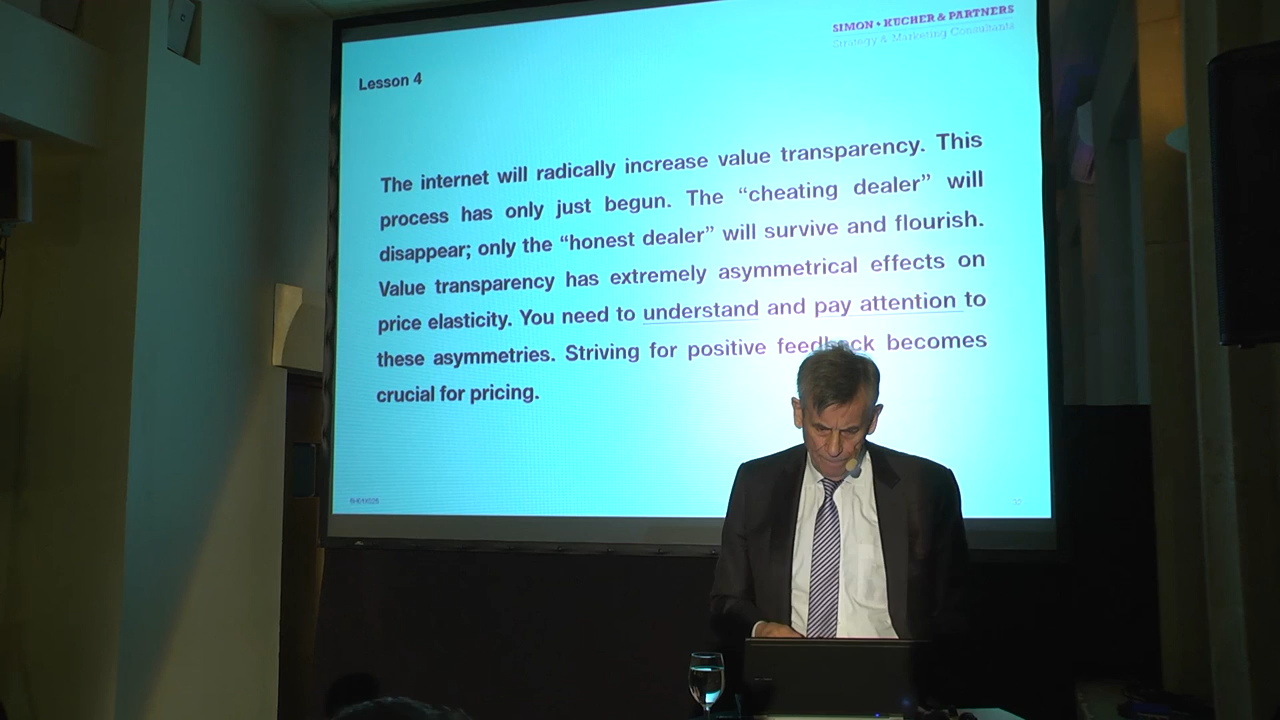 SIMON • KUCHER & PARTNERS
Strategy & Marketing Consultants
Lesson 4
The internet will radically increase value transparency. This
process has only just begun. The “cheating dealer” will
disappear; only the “honest dealer” will survive and flourish.
Value transparency has extremely asymmetrical effects on
price elasticity. You need to understand and pay attention to
these asymmetries. Striving for positive feedback becomes
crucial for pricing.